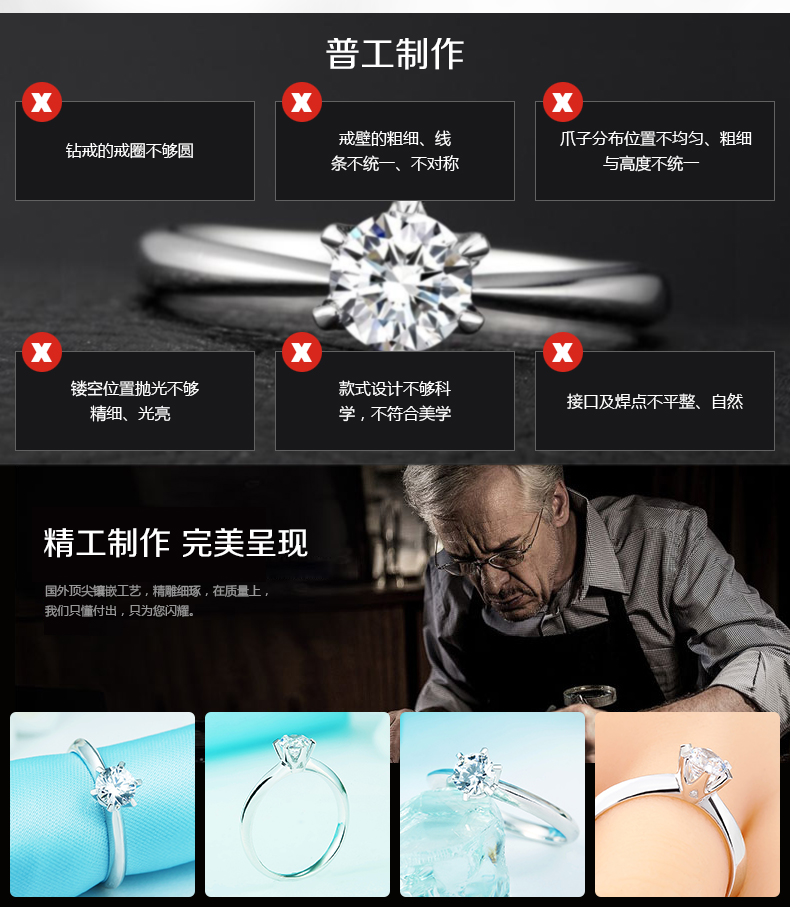 普工制作
钻戒的戒圈不够圆
戒壁的粗细、线
条不统一、不对称
爪子分布位置不均匀、粗细
与高度不统一
镂空位置抛光不够
精细、光亮
款式设计不够科
学，不符合美学
接口及焊点不平整、自然
精工制作 完美呈现
国外顶尖镶嵌工艺，精雕细琢，在质量上，
我们只懂付出，只为您闪耀。